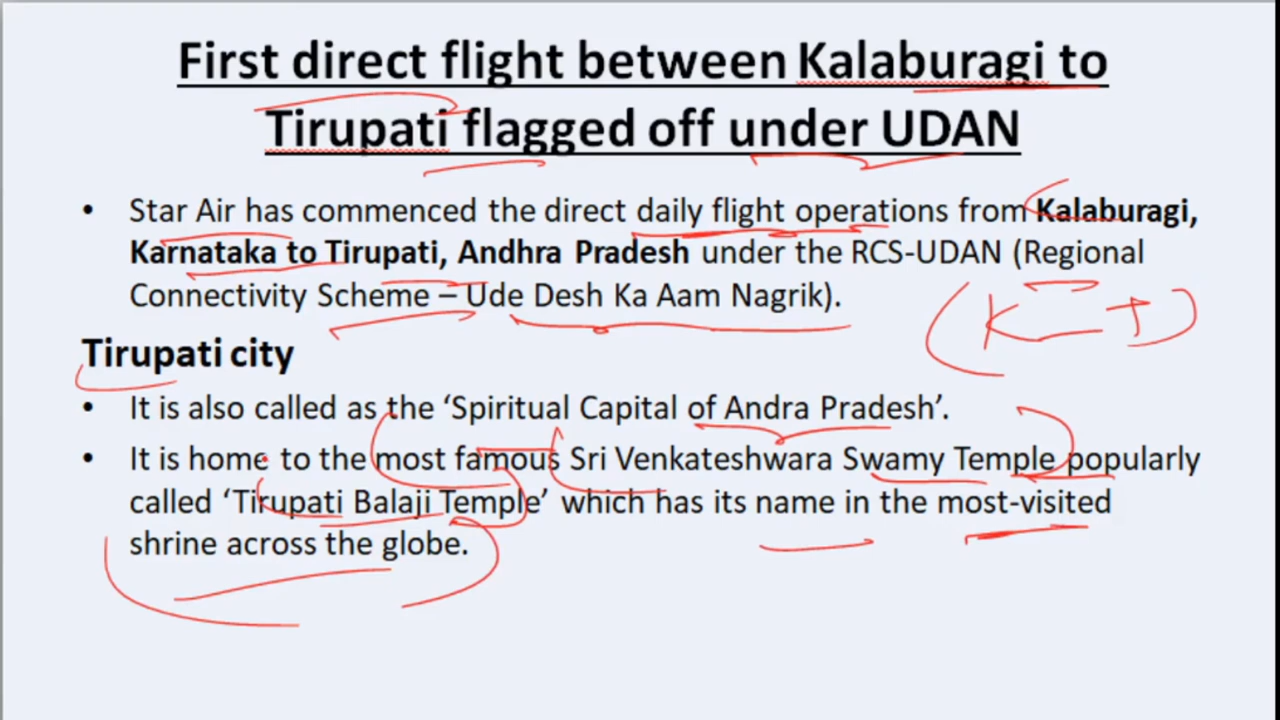 First direct flight between Kalaburagi to
Tirupati flagged off under UDAN
• Star Air has commenced the direct daily flight operations from Kalaburagi,
Karnataka to Tirupati, Andhra Pradesh under the RCS-UDAN (Regional
Connectivity Scheme – Ude Desh Ka Aam Nagrik).
(K — T)
Tirupati city
• It is also called as the ‘Spiritual Capital of Andra Pradesh’.
• It is home to the most famous Sri Venkateshwara Swamy Temple popularly
called ‘Tirupati Balaji Temple’ which has its name in the most-visited
shrine across the globe.